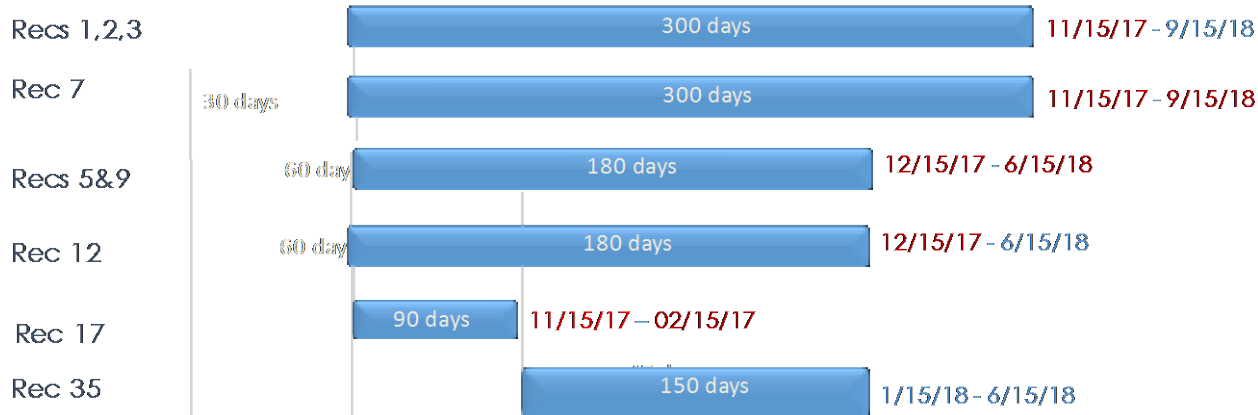 Recs 1,2,3 300 days 11/15/17 - 9/15/18
Rec 7 30 days 300 days 11/15/17 - 9/15/18
Recs 5&9 60 day 180 days 12/15/17 - 6/15/18
Rec 12 60 day 180 days 12/15/17 - 6/15/18
Rec 17 90 days 11/15/17 – 02/15/17
Rec 35 150 days 1/15/18 - 6/15/18